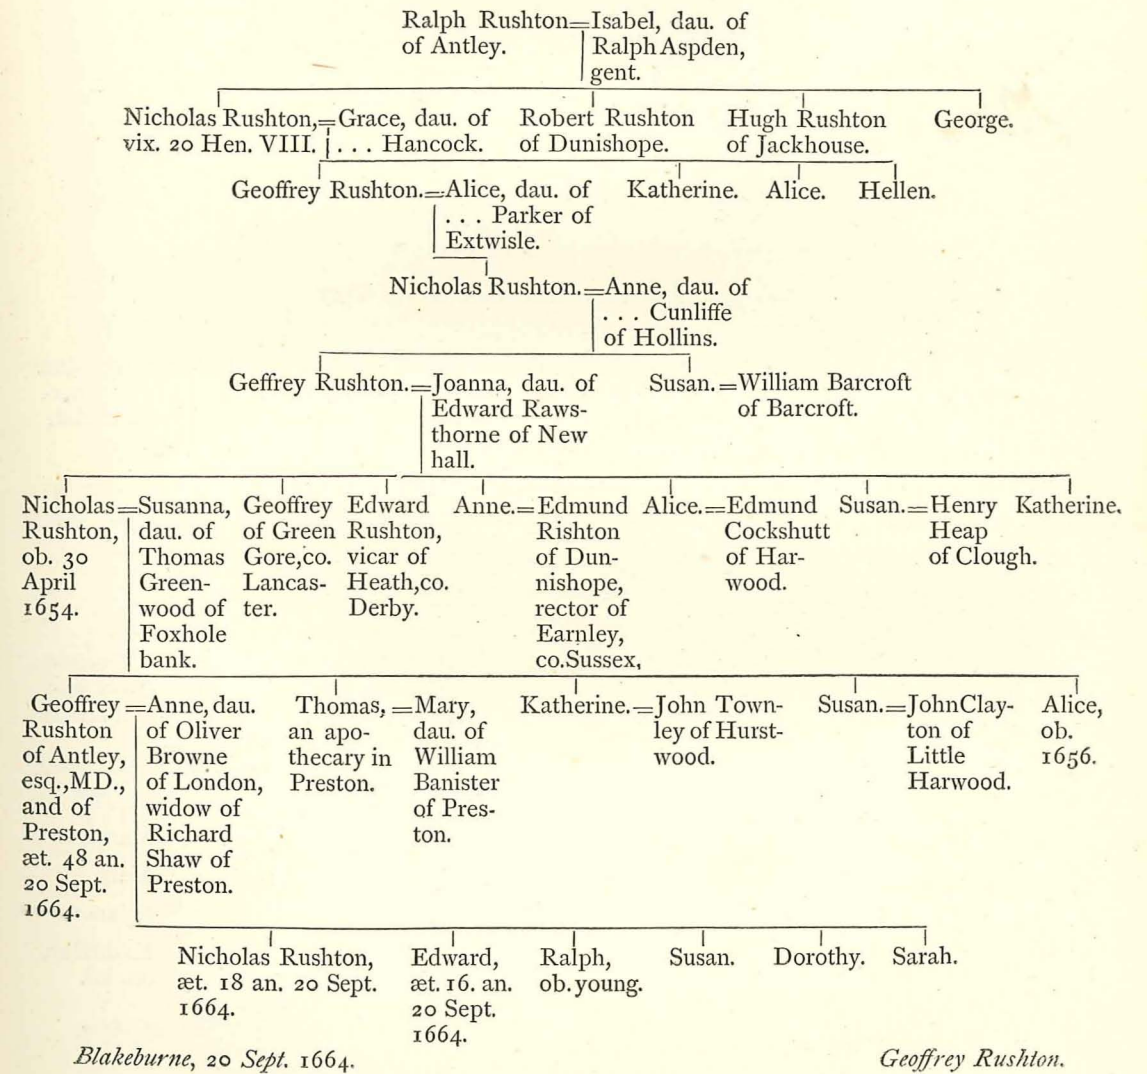 Ralph Rushton=Isabel, dau. of
of Antley. Ralph Aspden,
gent.
Nicholas Rushton,=Grace, dau. of Robert Rushton Hugh Rushton George.
vix. 20 Hen. VIII. . . . Hancock. of Dunishope. of Jackhouse.
Geoffrey Rushton.=Alice, dau. of Katherine. Alice. Hellen.
. . . Parker of
Extwisle.
Nicholas Rushton.=Anne, dau. of
. . . Cunliffe
of Hollins.
Geffrey Rushton.=Joanna, dau. of Susan.=William Barcroft
Edward Raws- of Barcroft.
thorne of New
hall.
Nicholas=Susanna, Geoffrey Edward Anne.=Edmund Alice.=Edmund Susan.=Henry Katherine.
Rushton, dau. of of Green Rushton, Rishton Cockshutt Heap
ob. 30 Thomas Gore, co. vicar of of Dun- of Har- of Clough.
April Green- Lancas- Heath, co. nishope, wood.
1654. wood of ter. Derby. rector of
Foxhole Earnley,
bank. co. Sussex,
Geoffrey=Anne, dau. Thomas,=Mary, Katherine.=John Town- Susan.=John Clay- Alice,
Rushton of Oliver an apo- dau. of ley of Hurst- ton of ob.
of Antley, Browne thecary in William wood. Little 1656.
esq., MD., of London, Preston. Banister Harwood.
and of widow of of Pres-
Preston, Richard ton.
æt. 48 an. Shaw of
20 Sept. Preston.
1664.
Nicholas Rushton, Edward, Ralph, Susan. Dorothy. Sarah.
æt. 18 an. 20 Sept. æt. 16. an. ob. young.
1664. 20 Sept.
1664.
Blakeburne, 20 Sept. 1664. Geoffrey Rushton.